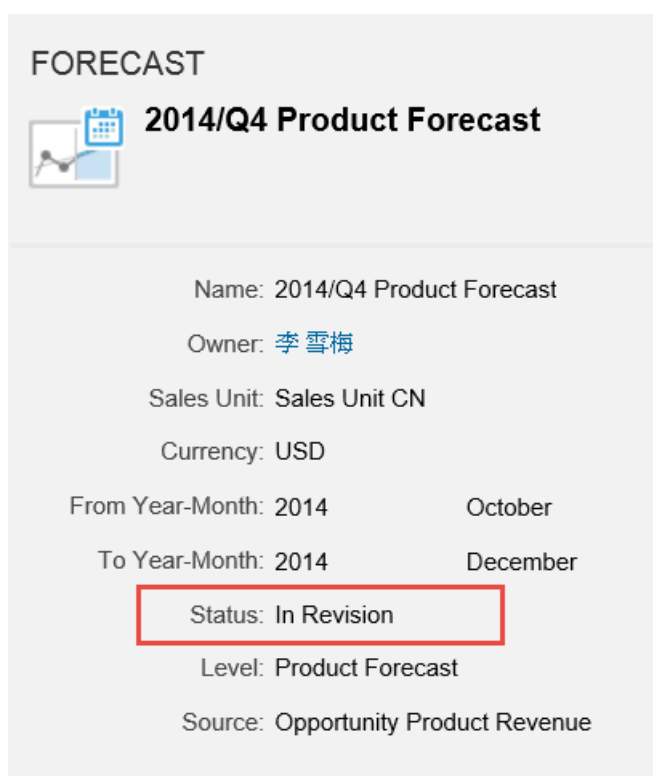 FORECAST
2014/Q4 Product Forecast
Name: 2014/Q4 Product Forecast
Owner: 李 雪梅
Sales Unit: Sales Unit CN
Currency: USD
From Year-Month: 2014 October
To Year-Month: 2014 December
Status: In Revision
Level: Product Forecast
Source: Opportunity Product Revenue